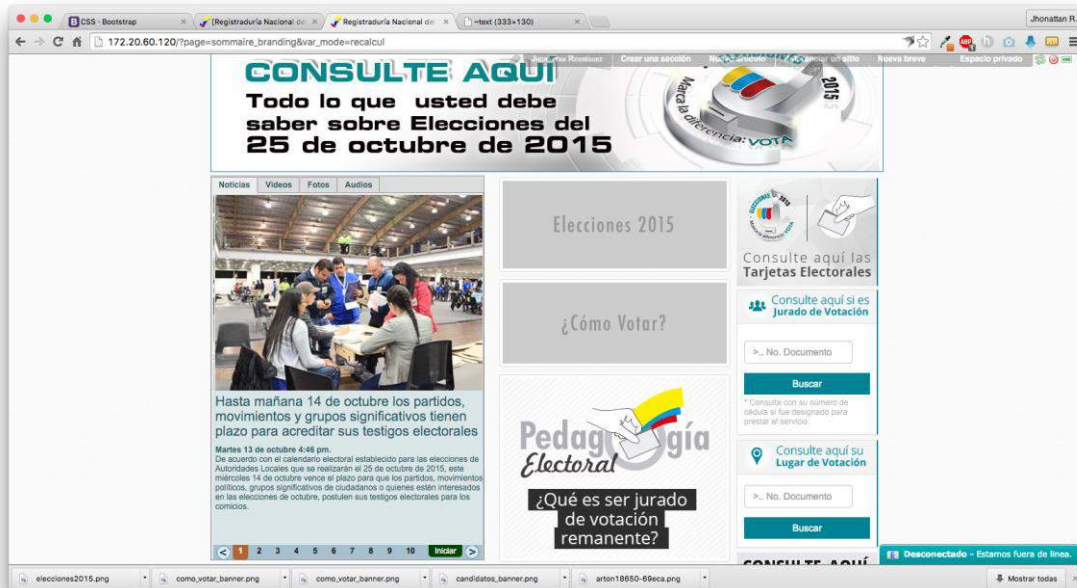 CSS · Bootstrap
[Registraduría Nacional de
Registraduría Nacional de
~text (333×130)
Jhonattan R.
172.20.60.120/?page=sommaire_branding&var_mode=recalcul
Crear una sección
Nueva breve
Espacio privado
CONSULTE AQUÍ
Todo lo que usted debe
saber sobre Elecciones del
25 de octubre de 2015
2015
Marca la diferencia: VOTA
Noticias Videos Fotos Audios
Hasta mañana 14 de octubre los partidos,
movimientos y grupos significativos tienen
plazo para acreditar sus testigos electorales
Martes 13 de octubre 4:46 pm.
De acuerdo con el calendario electoral establecido para las elecciones de
Autoridades Locales que se realizarán el 25 de octubre de 2015, este
miércoles 14 de octubre vence el plazo para que los partidos, movimientos
políticos, grupos significativos de ciudadanos o quienes estén interesados
en las elecciones de octubre, postulen sus testigos electorales para los
comicios.
< 1 2 3 4 5 6 7 8 9 10 Iniciar >
Elecciones 2015
¿Cómo Votar?
Pedagogía
Electoral
¿Qué es ser jurado
de votación
remanente?
Consulte aquí las
Tarjetas Electorales
Consulte aquí si es
Jurado de Votación
>.. No. Documento
Buscar
* Consulte con su número de
cédula si fue designado para
prestar el servicio.
Consulte aquí su
Lugar de Votación
>.. No. Documento
Buscar
CONSULTE AQUÍ
Desconectado - Estamos fuera de línea.
elecciones2015.png
como_votar_banner.png
como_votar_banner.png
candidatos_banner.png
arton18650-69eca.png
Mostrar todas